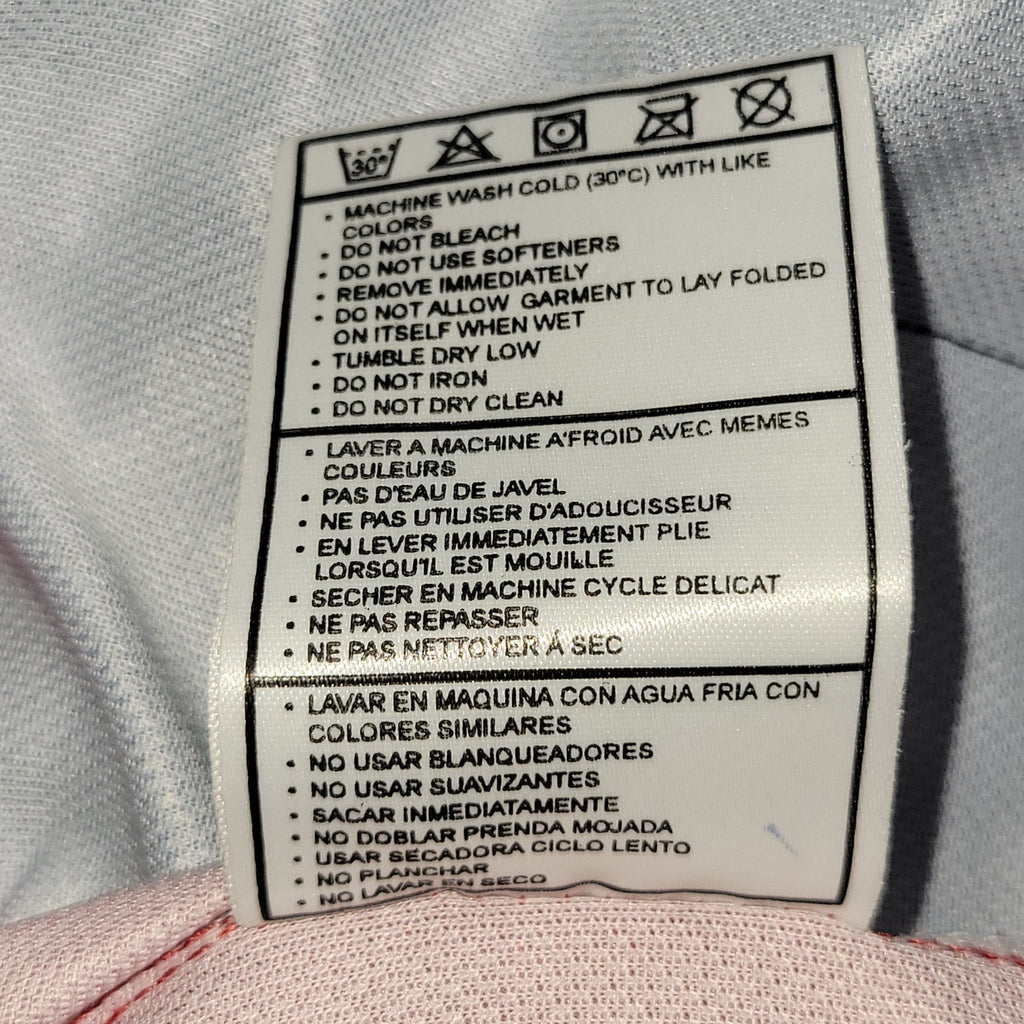 30°
• MACHINE WASH COLD (30°C) WITH LIKE
COLORS
• DO NOT BLEACH
• DO NOT USE SOFTENERS
• REMOVE IMMEDIATELY
• DO NOT ALLOW GARMENT TO LAY FOLDED
ON ITSELF WHEN WET
• TUMBLE DRY LOW
• DO NOT IRON
• DO NOT DRY CLEAN
• LAVER A MACHINE A'FROID AVEC MEMES
COULEURS
• PAS D'EAU DE JAVEL
• NE PAS UTILISER D'ADOUCISSEUR
• EN LEVER IMMEDIATEMENT PLIE
LORSQU'IL EST MOUILLE
• SECHER EN MACHINE CYCLE DELICAT
• NE PAS REPASSER
• NE PAS NETTOYER Á SEC
• LAVAR EN MAQUINA CON AGUA FRIA CON
COLORES SIMILARES
• NO USAR BLANQUEADORES
• NO USAR SUAVIZANTES
• SACAR INMEDIATAMENTE
• NO DOBLAR PRENDA MOJADA
• USAR SECADORA CICLO LENTO
• NO PLANCHAR
• NO LAVAR EN SECO